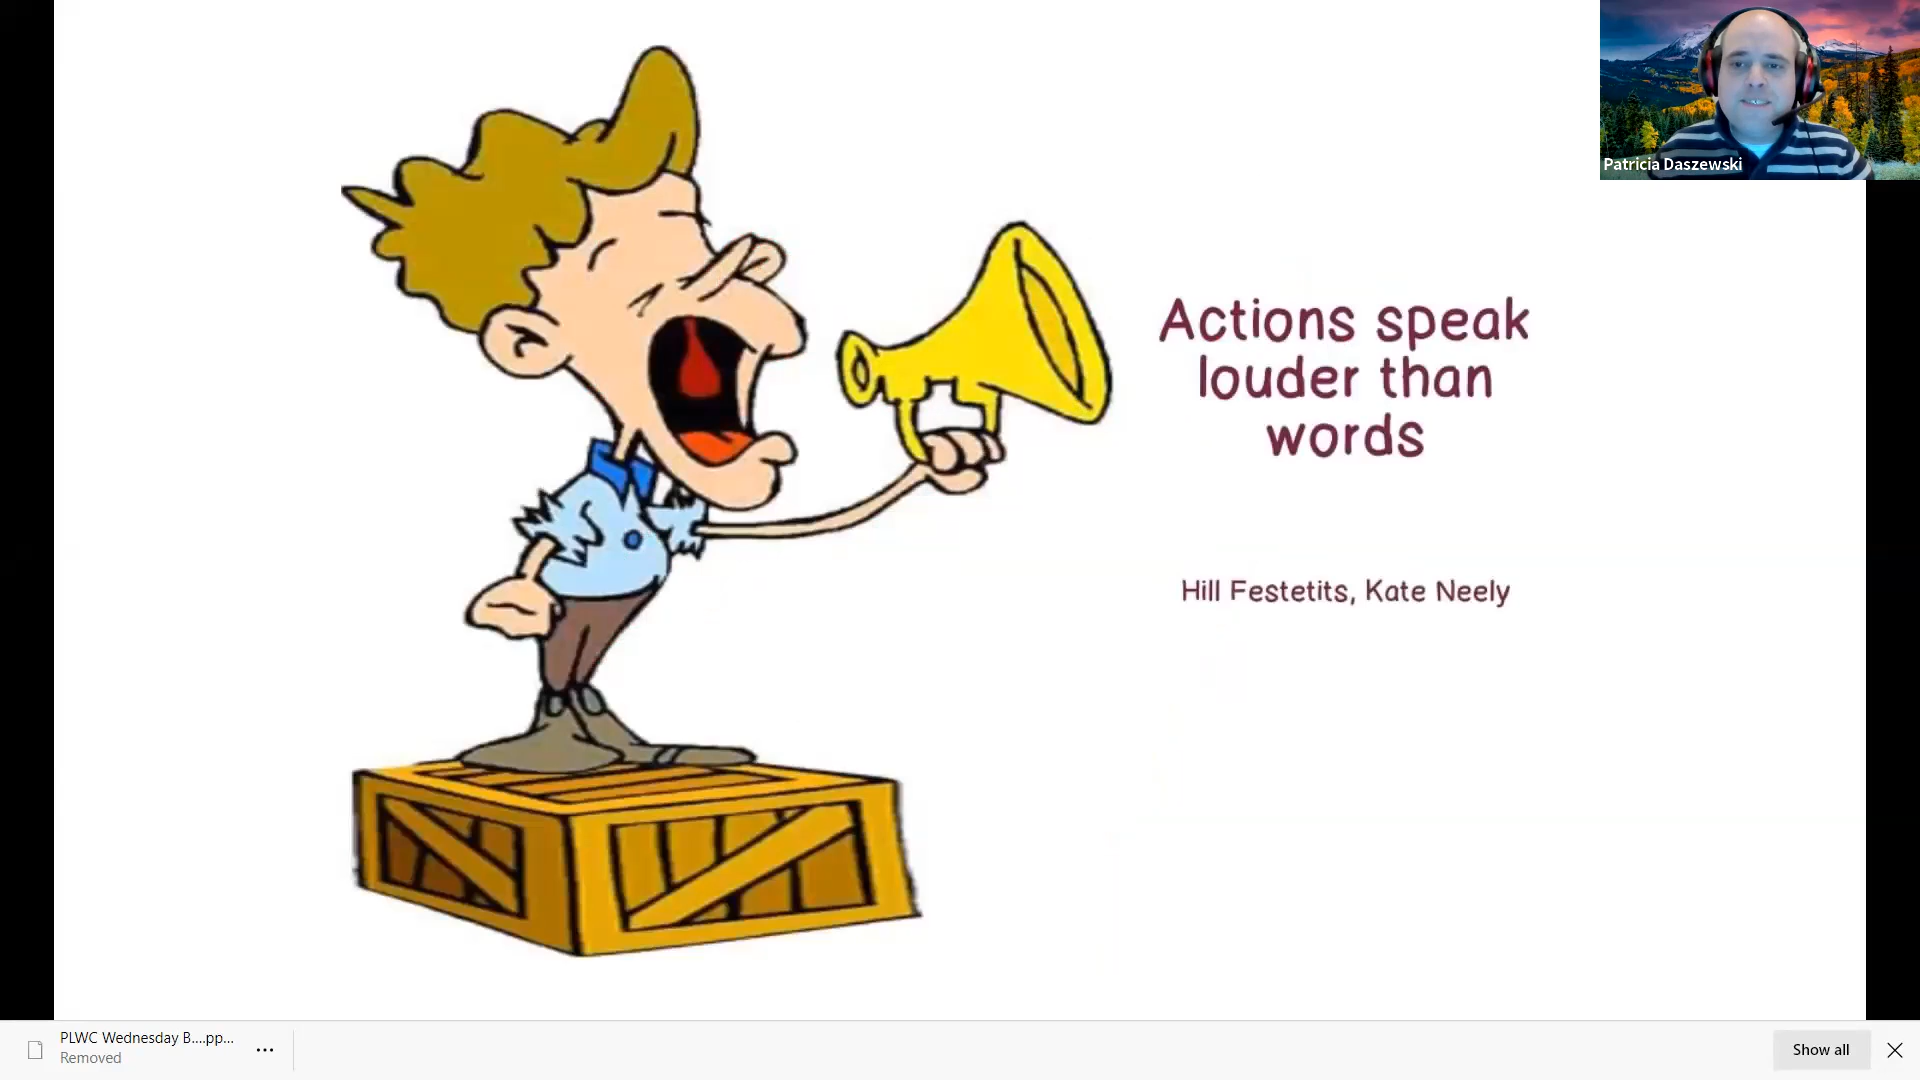 Patricia Daszewski
Actions speak
louder than
words
Hill Festetits, Kate Neely
PLWC Wednesday B....pp...
Removed
Show all